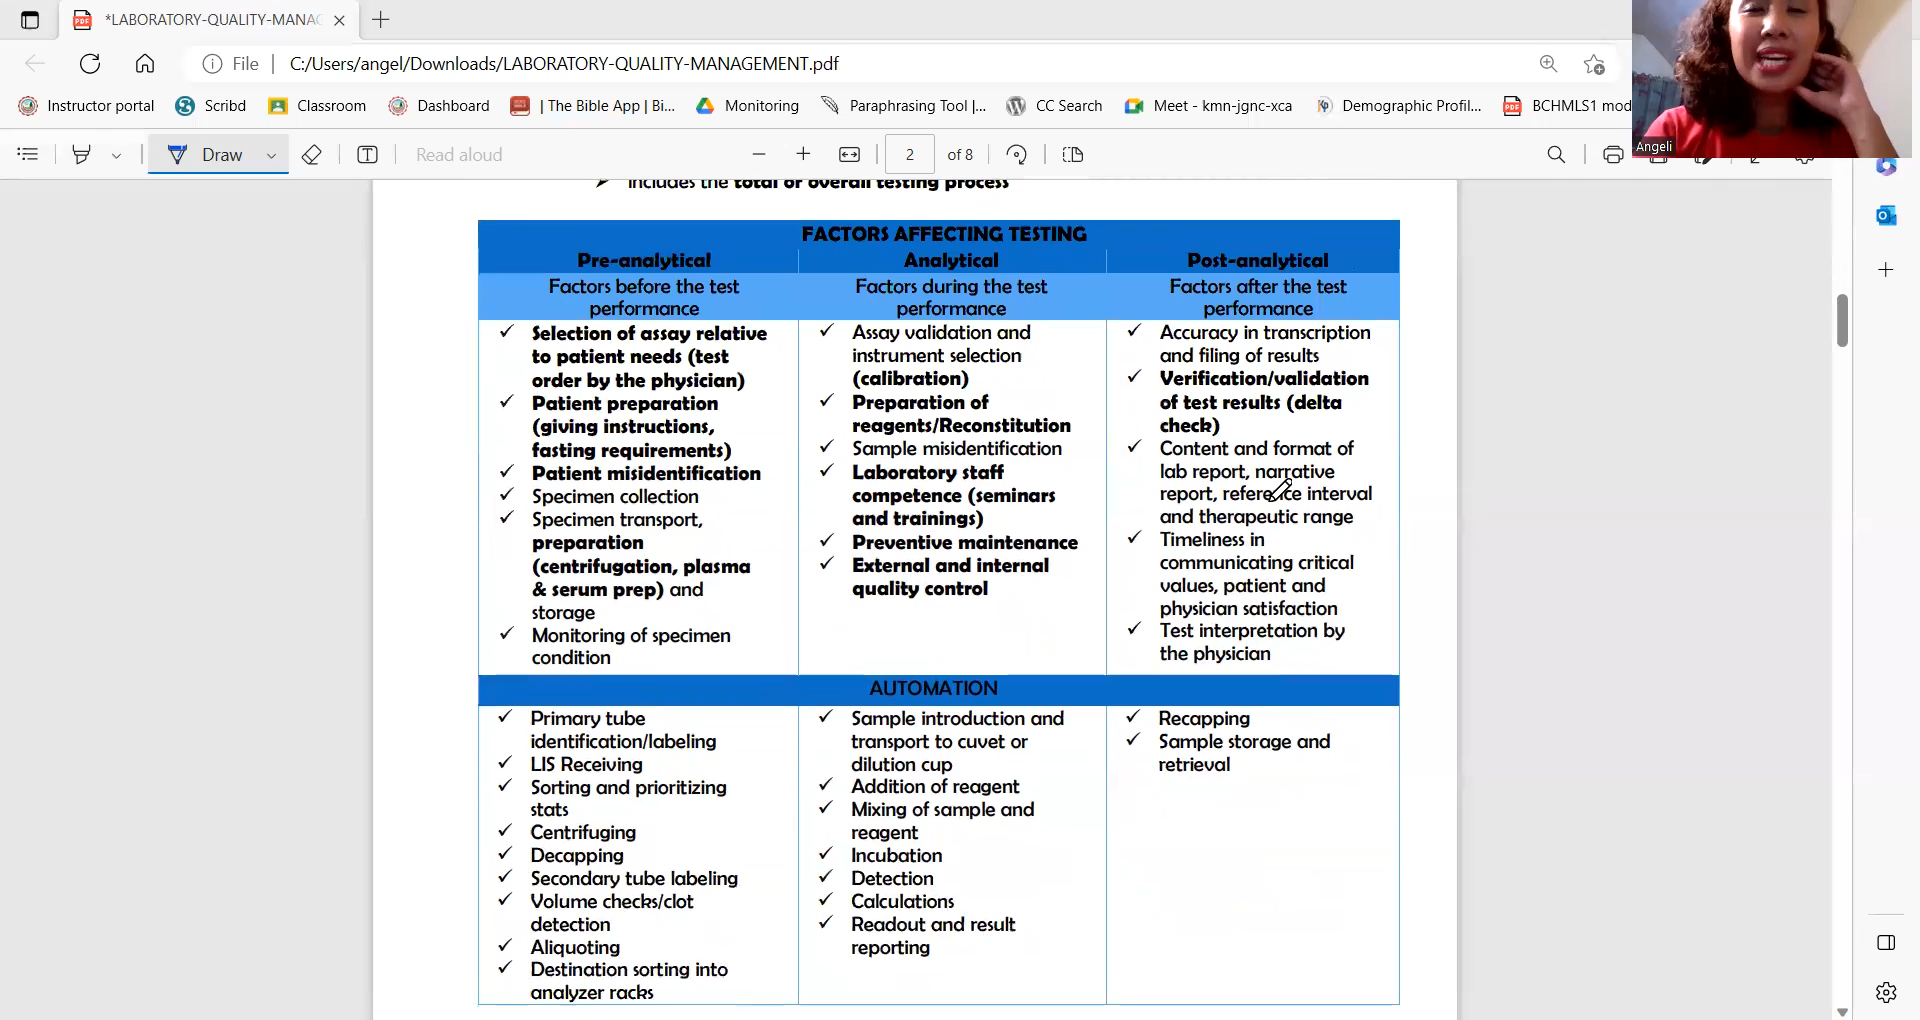 *LABORATORY-QUALITY-MANA
File
C:/Users/angel/Downloads/LABORATORY-QUALITY-MANAGEMENT.pdf
Instructor portal
Scribd
Classroom
Dashboard
| The Bible App | Bi...
Monitoring
Paraphrasing Tool |...
CC Search
Meet - kmn-jgnc-xca
Demographic Profil...
BCHMLS1 mod
Angeli
Draw
Read aloud
2
of 8
includes the total or overall testing process
FACTORS AFFECTING TESTING
Pre-analytical
Factors before the test
performance
✓ Selection of assay relative
to patient needs (test
order by the physician)
✓ Patient preparation
(giving instructions,
fasting requirements)
✓ Patient misidentification
✓ Specimen collection
✓ Specimen transport,
preparation
(centrifugation, plasma
& serum prep) and
storage
✓ Monitoring of specimen
condition
Analytical
Factors during the test
performance
✓ Assay validation and
instrument selection
(calibration)
✓ Preparation of
reagents/Reconstitution
✓ Sample misidentification
✓ Laboratory staff
competence (seminars
and trainings)
✓ Preventive maintenance
✓ External and internal
quality control
Post-analytical
Factors after the test
performance
✓ Accuracy in transcription
and filing of results
✓ Verification/validation
of test results (delta
check)
✓ Content and format of
lab report, narrative
report, reference interval
and therapeutic range
✓ Timeliness in
communicating critical
values, patient and
physician satisfaction
✓ Test interpretation by
the physician
AUTOMATION
✓ Primary tube
identification/labeling
✓ LIS Receiving
✓ Sorting and prioritizing
stats
✓ Centrifuging
✓ Decapping
✓ Secondary tube labeling
✓ Volume checks/clot
detection
✓ Aliquoting
✓ Destination sorting into
analyzer racks
✓ Sample introduction and
transport to cuvet or
dilution cup
✓ Addition of reagent
✓ Mixing of sample and
reagent
✓ Incubation
✓ Detection
✓ Calculations
✓ Readout and result
reporting
✓ Recapping
✓ Sample storage and
retrieval